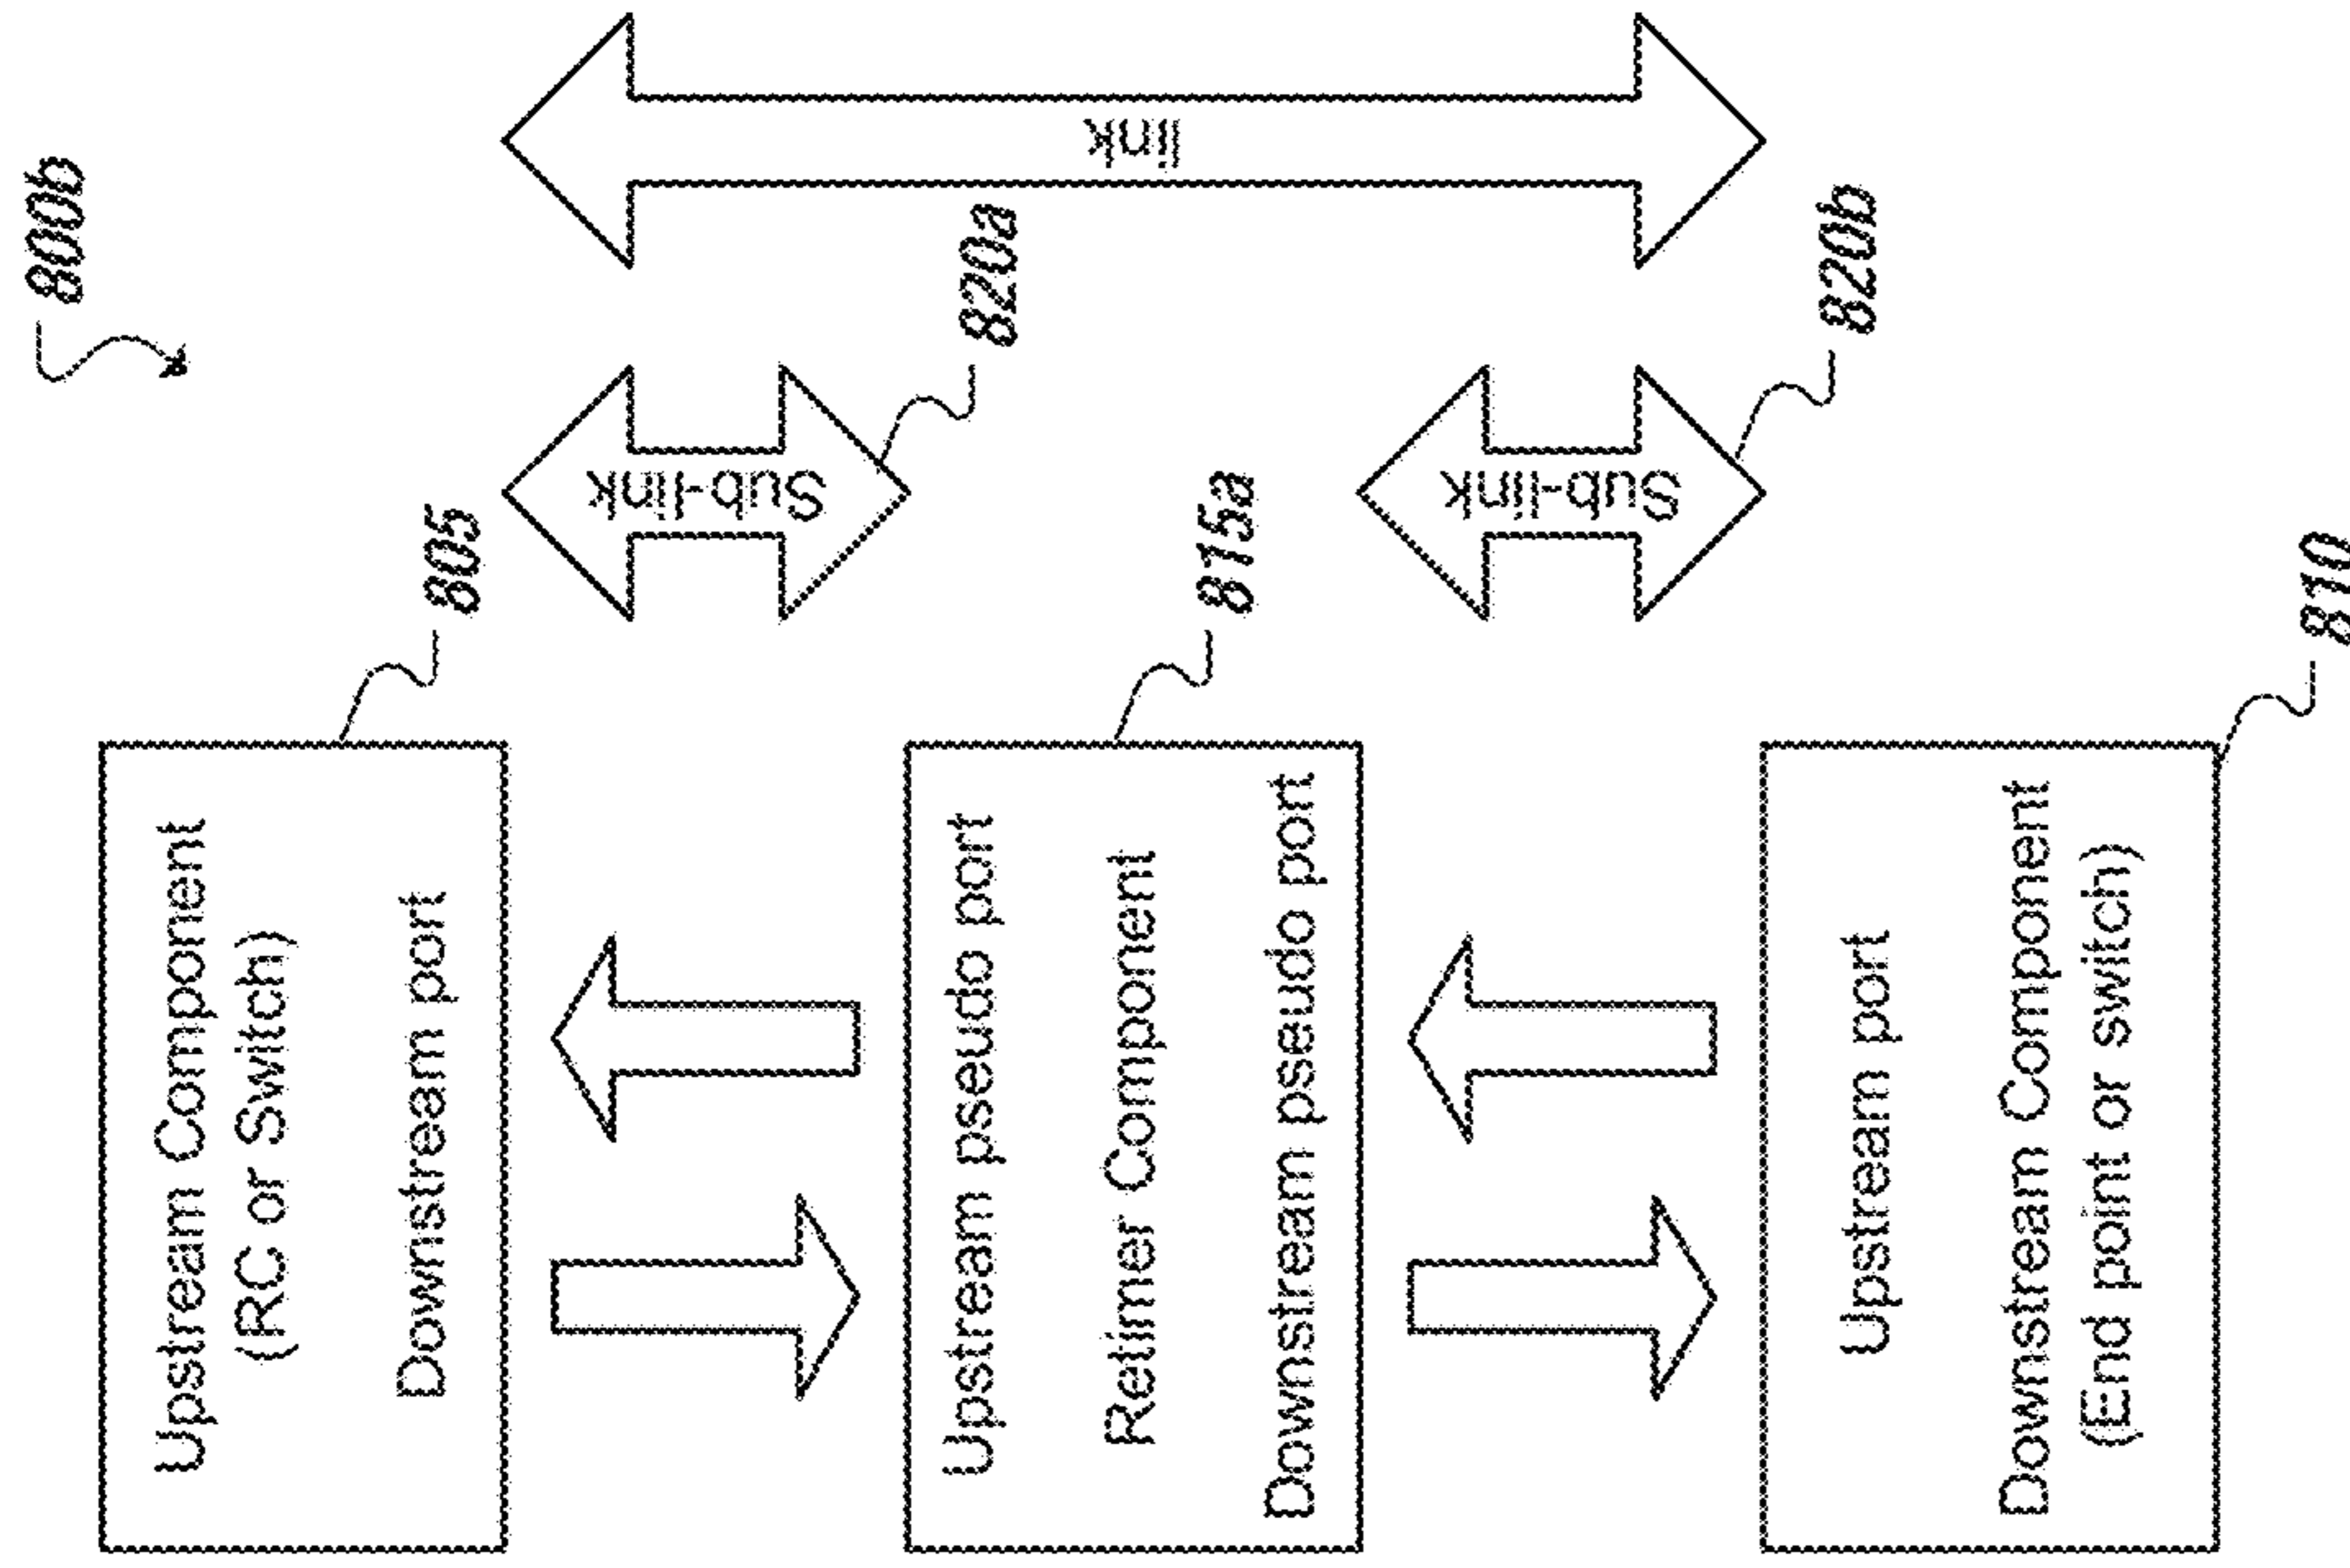 800b
Upstream Component
(RC or Switch)
Downstream port
805
Sub-link
820a
link
Upstream pseudo port
Retimer Component
Downstream pseudo port
815a
Sub-link
820b
Upstream port
Downstream Component
(End point or switch)
810